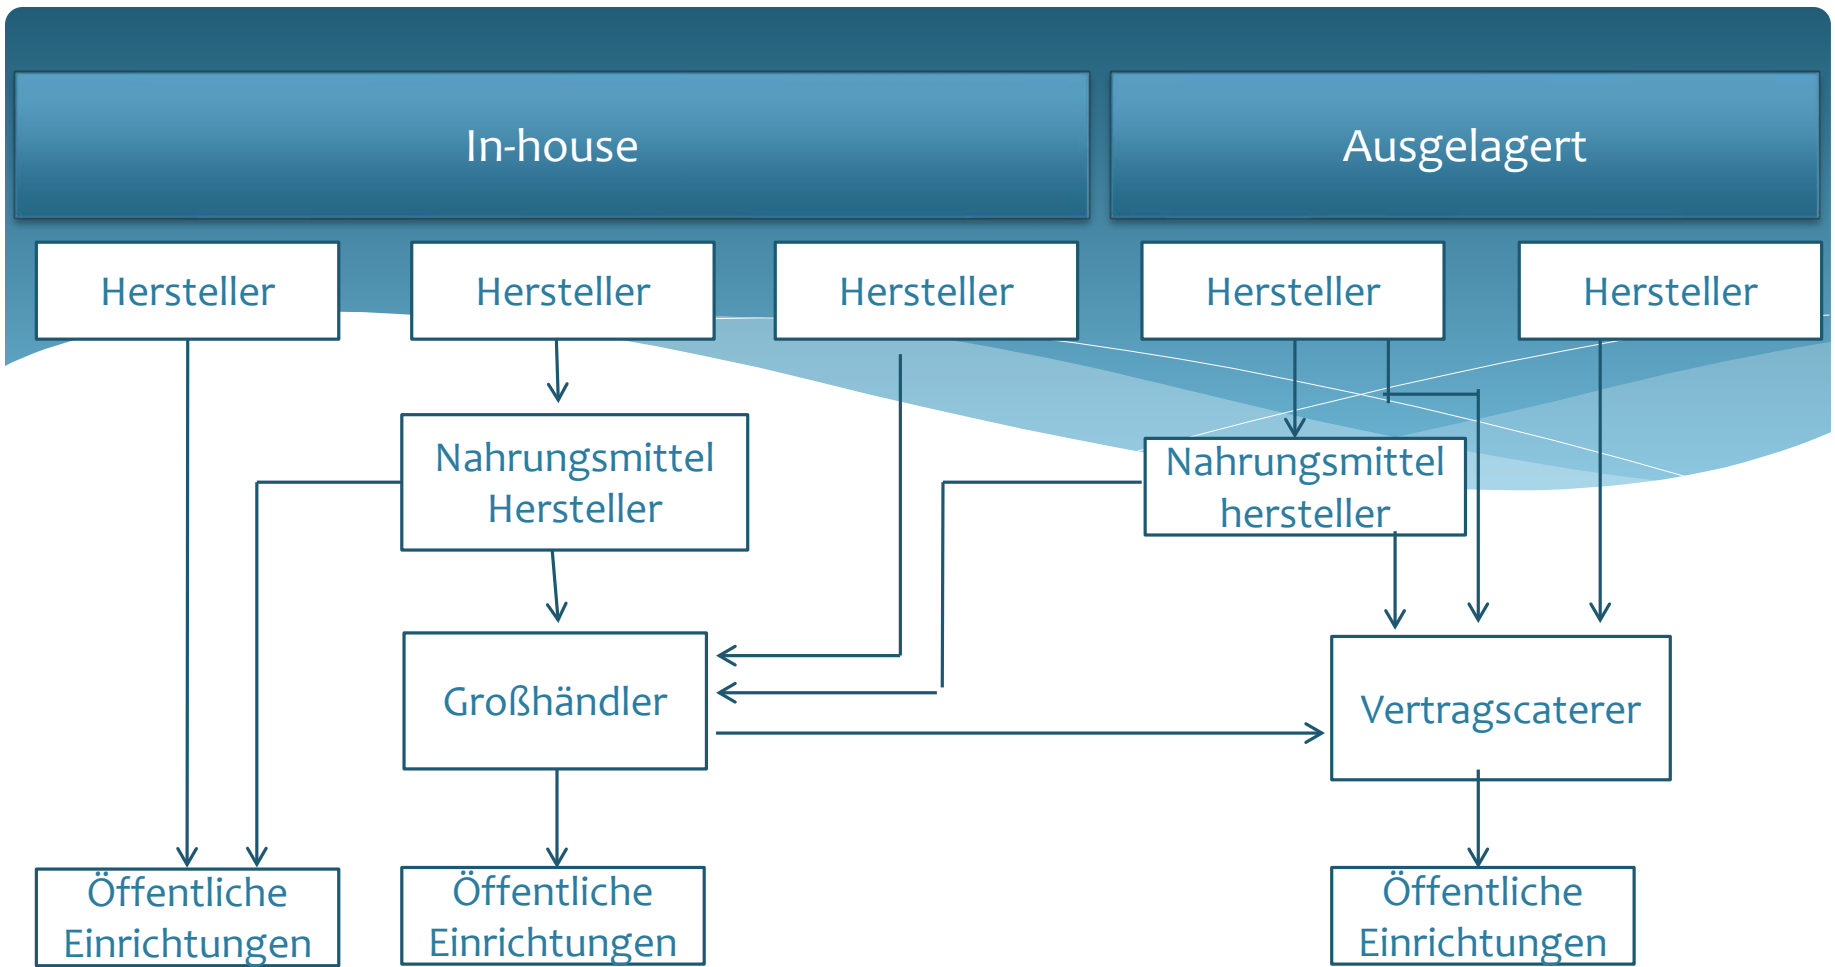 In-house
Ausgelagert
Hersteller
Hersteller
Hersteller
Hersteller
Hersteller
Nahrungsmittel
Hersteller
Nahrungsmittel
hersteller
Großhändler
Vertragscaterer
Öffentliche
Einrichtungen
Öffentliche
Einrichtungen
Öffentliche
Einrichtungen